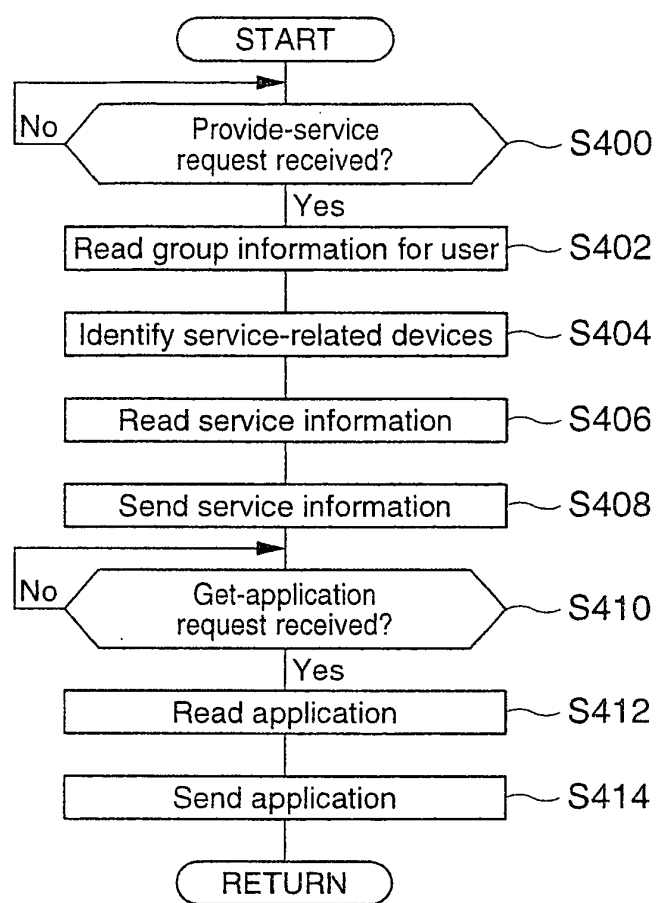 START
No
Provide-service
request received?
S400
Yes
Read group information for user
S402
Identify service-related devices
S404
Read service information
S406
Send service information
S408
No
Get-application
request received?
S410
Yes
Read application
S412
Send application
S414
RETURN